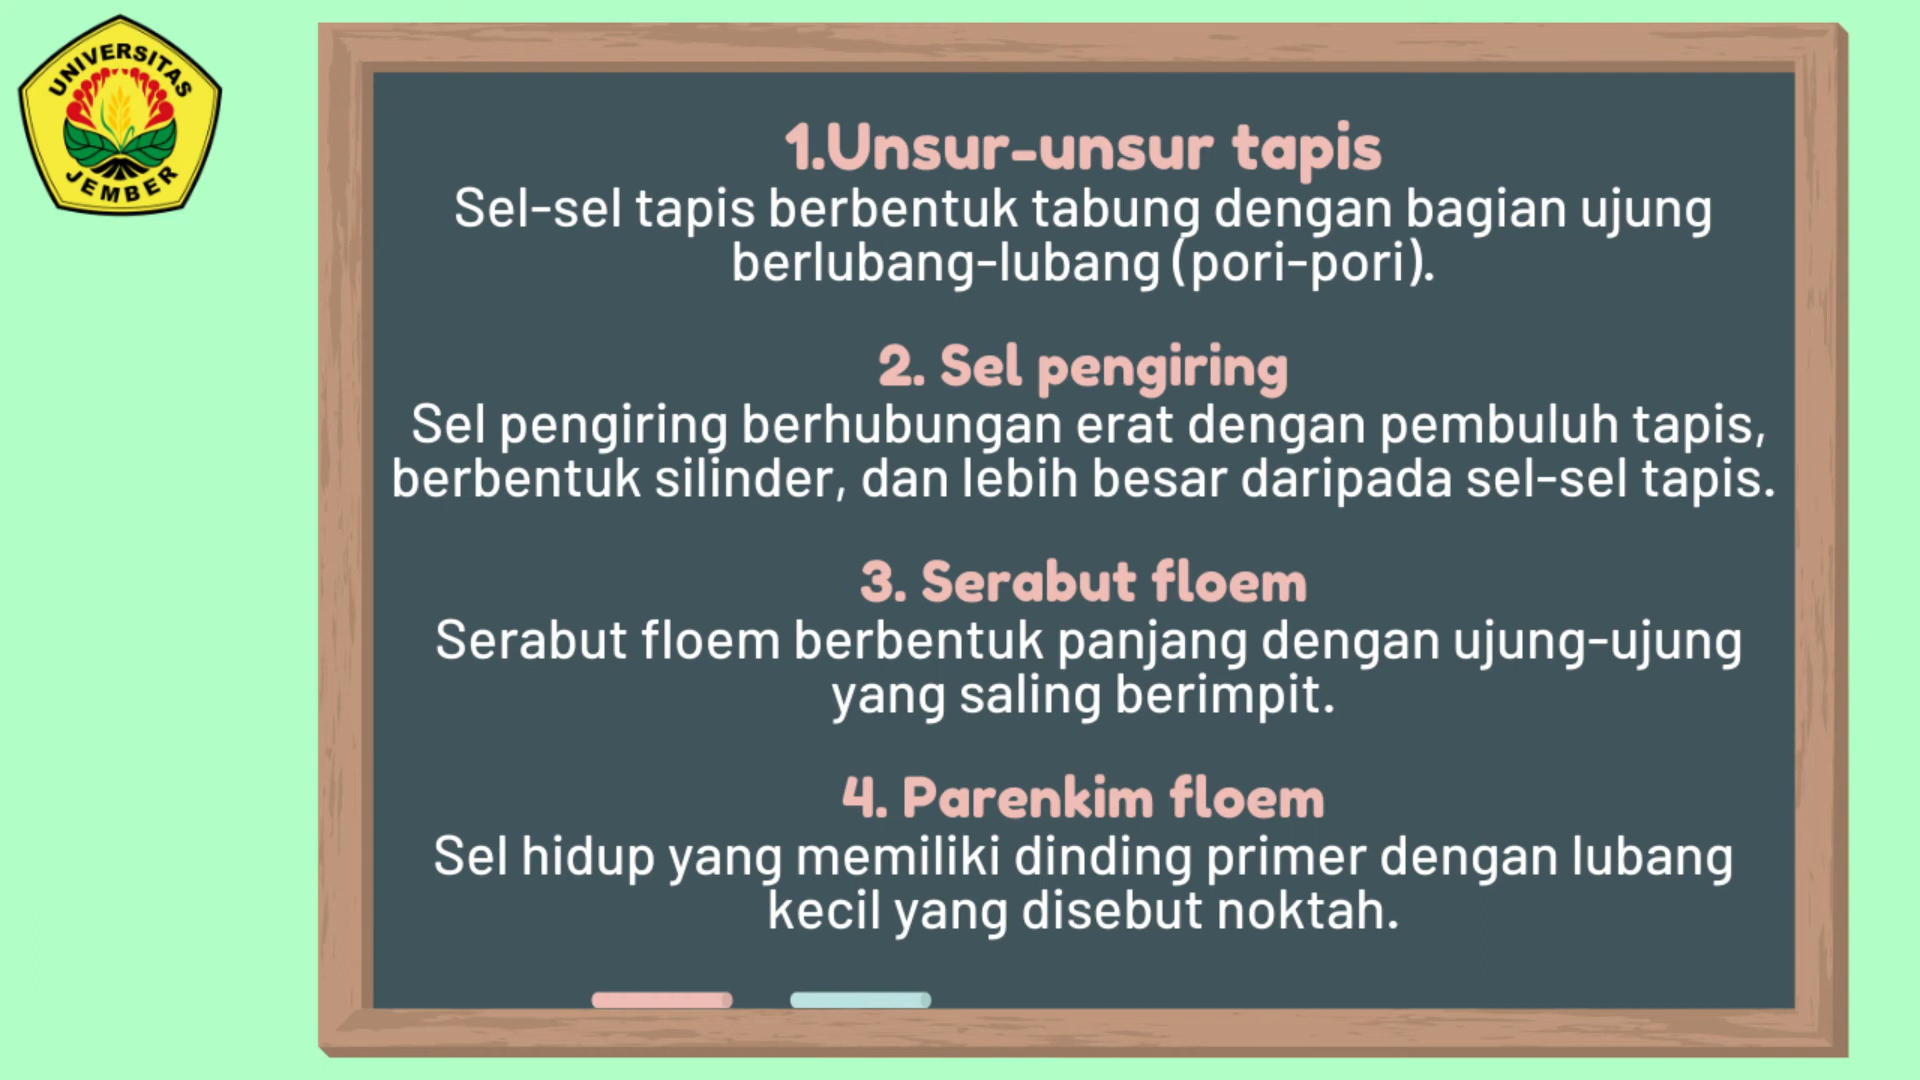 UNIVERSITAS
JEMBER
1.Unsur-unsur tapis
Sel-sel tapis berbentuk tabung dengan bagian ujung
berlubang-lubang (pori-pori).
2. Sel pengiring
Sel pengiring berhubungan erat dengan pembuluh tapis,
berbentuk silinder, dan lebih besar daripada sel-sel tapis.
3. Serabut floem
Serabut floem berbentuk panjang dengan ujung-ujung
yang saling berimpit.
4. Parenkim floem
Sel hidup yang memiliki dinding primer dengan lubang
kecil yang disebut noktah.